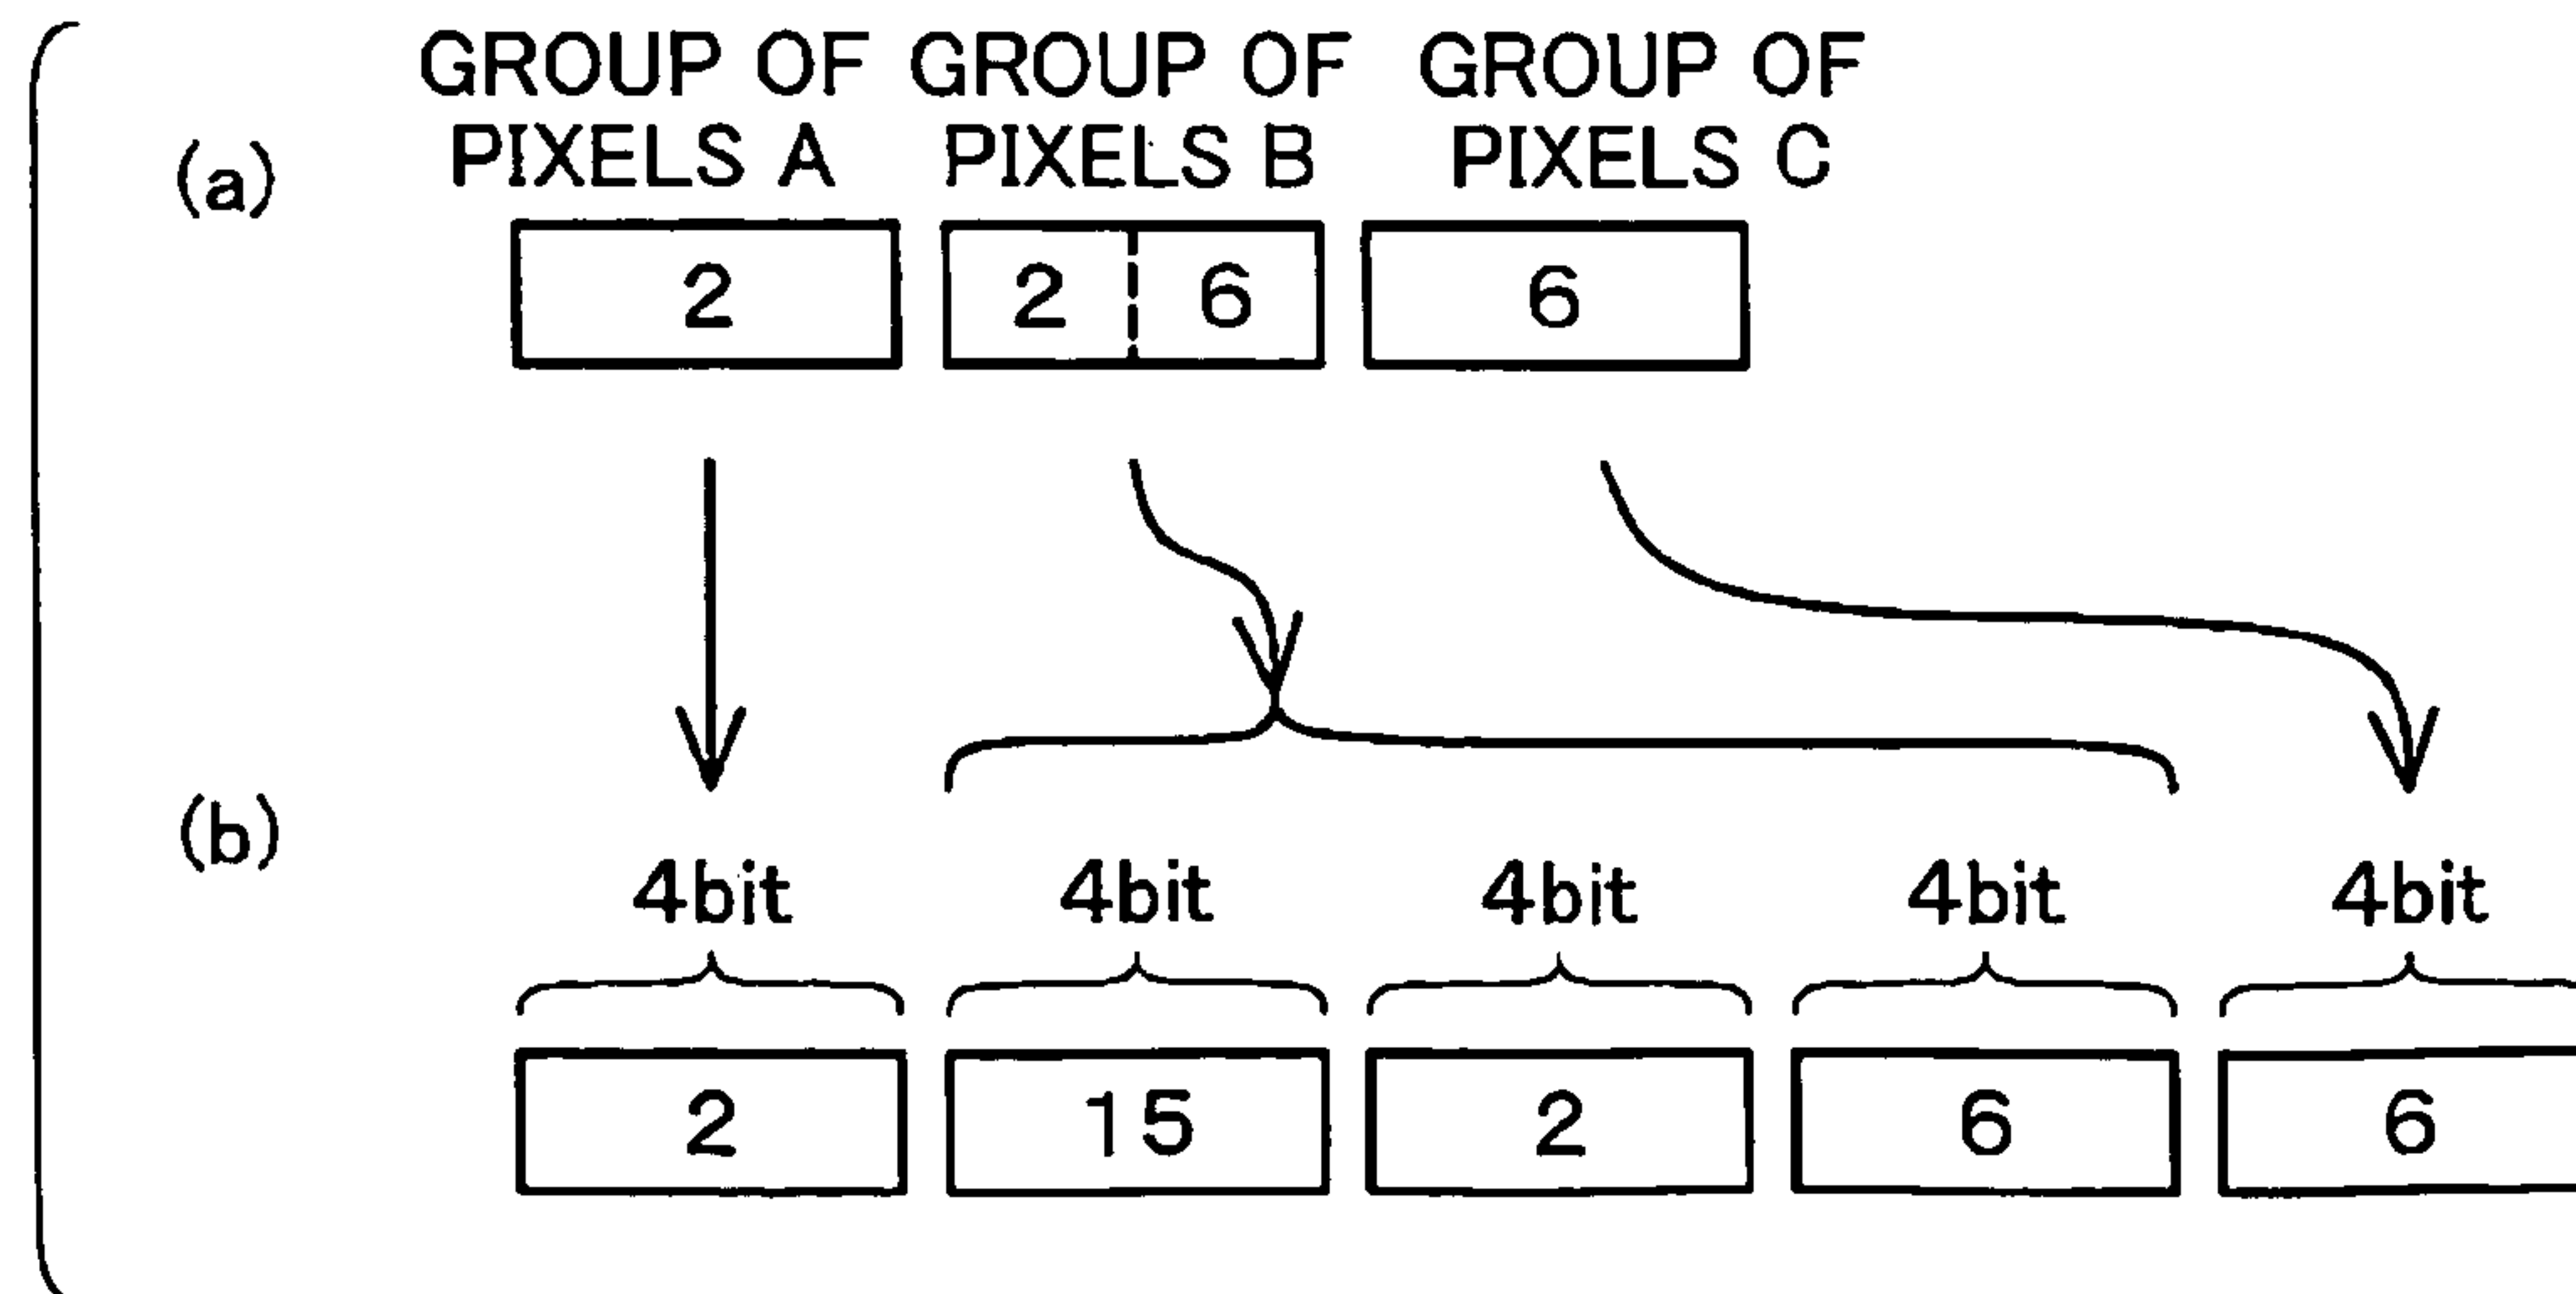 GROUP OF GROUP OF GROUP OF
(a) PIXELS A PIXELS B PIXELS C
2 2 6 6
(b)
4bit 4bit 4bit 4bit 4bit
2 15 2 6 6